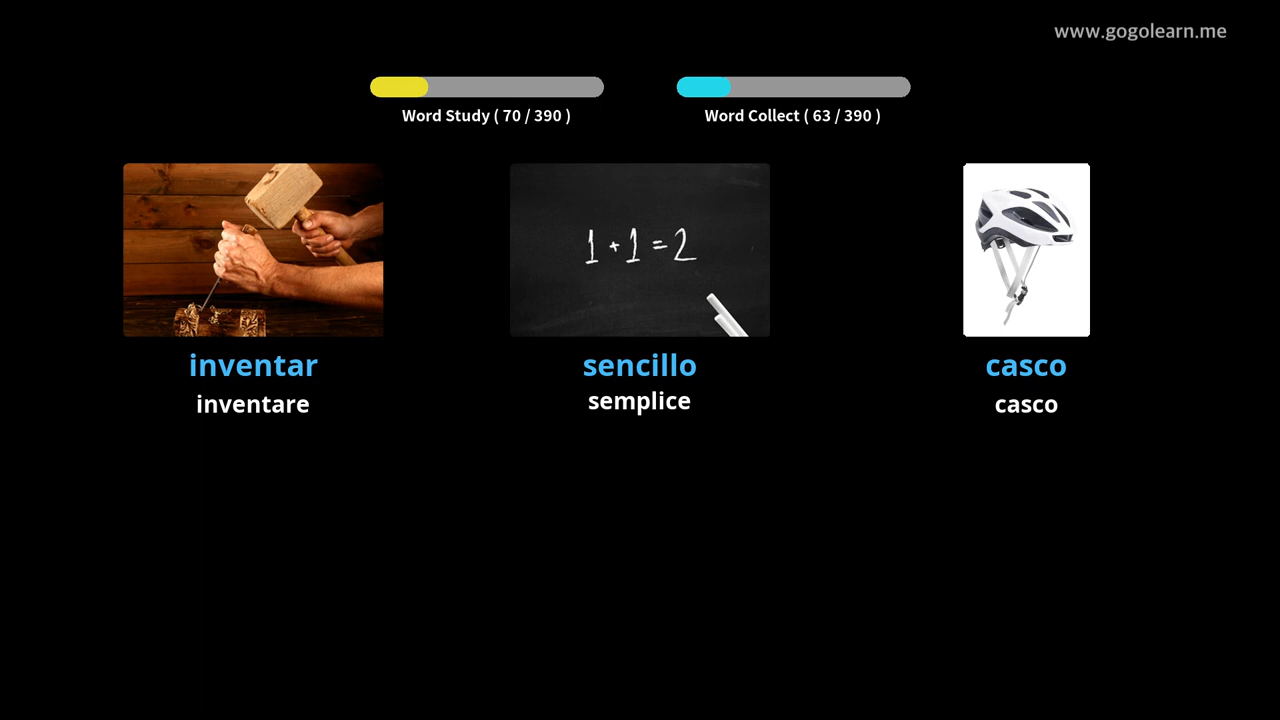 www.gogolearn.me
Word Study ( 70 / 390 )
Word Collect ( 63 / 390 )
1 + 1 = 2
inventar
inventare
sencillo
semplice
casco
casco